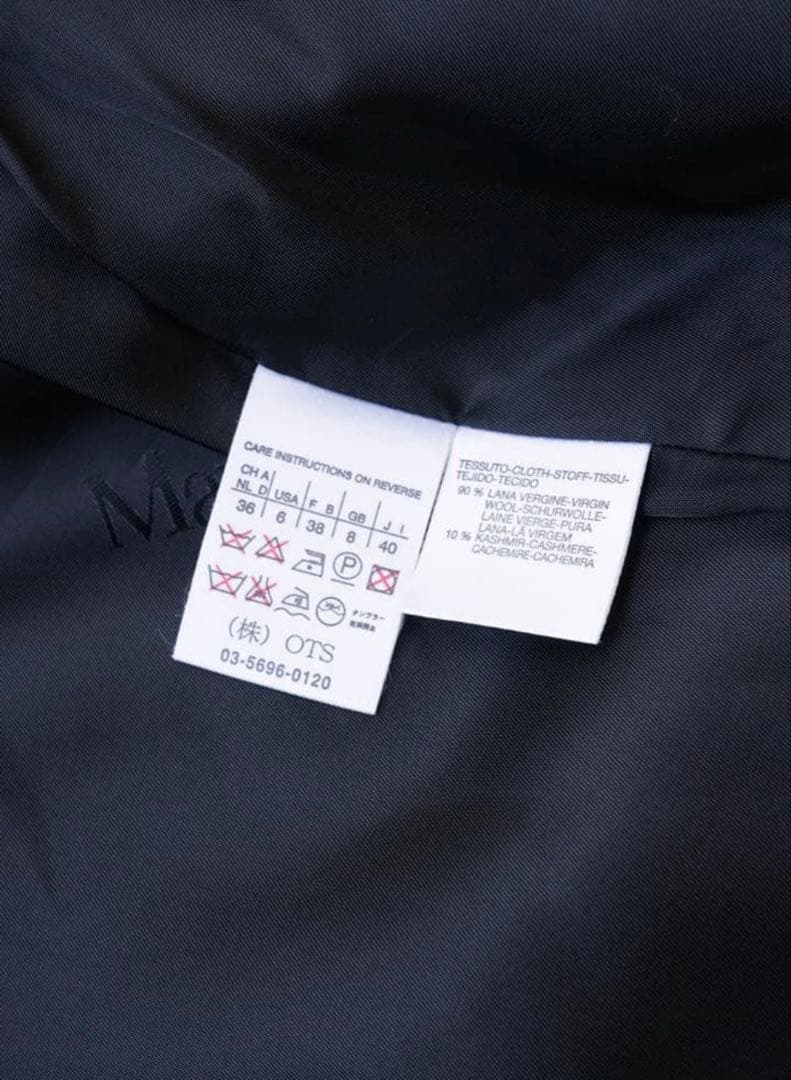 Ma
CARE INSTRUCTIONS ON REVERSE
CH A
NL D USA F B GB J I
36 6 38 8 40
P
タンブラー
乾燥禁止
(株) OTS
03-5696-0120
TESSUTO-CLOTH-STOFF-TISSU-
TEJIDO-TECIDO
90 % LANA VERGINE-VIRGIN
WOOL-SCHURWOLLE-
LAINE VIERGE-PURA
LANA-LÃ VIRGEM
10 % KASHMIR-CASHMERE-
CACHEMIRE-CACHEMIRA